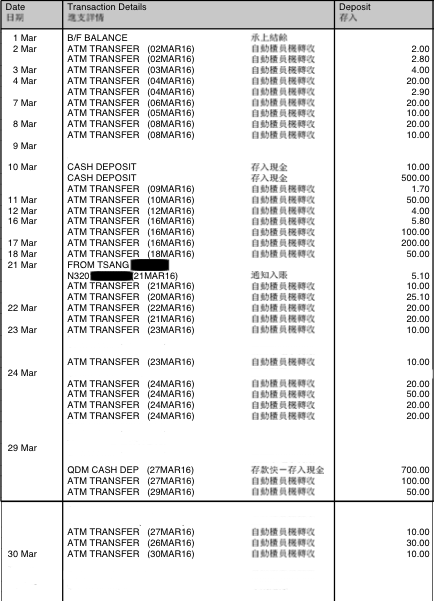 Date Transaction Details Deposit
日期 進支詳情 存入
1 Mar B/F BALANCE 承上結餘
2 Mar ATM TRANSFER (02MAR16) 自動櫃員機轉收 2.00
ATM TRANSFER (02MAR16) 自動櫃員機轉收 2.80
3 Mar ATM TRANSFER (03MAR16) 自動櫃員機轉收 4.00
4 Mar ATM TRANSFER (04MAR16) 自動櫃員機轉收 20.00
ATM TRANSFER (04MAR16) 自動櫃員機轉收 2.90
7 Mar ATM TRANSFER (06MAR16) 自動櫃員機轉收 20.00
ATM TRANSFER (05MAR16) 自動櫃員機轉收 10.00
8 Mar ATM TRANSFER (08MAR16) 自動櫃員機轉收 20.00
ATM TRANSFER (08MAR16) 自動櫃員機轉收 10.00
9 Mar
10 Mar CASH DEPOSIT 存入現金 10.00
CASH DEPOSIT 存入現金 500.00
ATM TRANSFER (09MAR16) 自動櫃員機轉收 1.70
11 Mar ATM TRANSFER (10MAR16) 自動櫃員機轉收 50.00
12 Mar ATM TRANSFER (12MAR16) 自動櫃員機轉收 4.00
16 Mar ATM TRANSFER (16MAR16) 自動櫃員機轉收 5.80
ATM TRANSFER (16MAR16) 自動櫃員機轉收 100.00
17 Mar ATM TRANSFER (16MAR16) 自動櫃員機轉收 200.00
18 Mar ATM TRANSFER (18MAR16) 自動櫃員機轉收 50.00
21 Mar FROM TSANG
N320 21MAR16) 通知入賬 5.10
ATM TRANSFER (21MAR16) 自動櫃員機轉收 10.00
ATM TRANSFER (20MAR16) 自動櫃員機轉收 25.10
22 Mar ATM TRANSFER (22MAR16) 自動櫃員機轉收 20.00
ATM TRANSFER (21MAR16) 自動櫃員機轉收 20.00
23 Mar ATM TRANSFER (23MAR16) 自動櫃員機轉收 10.00
ATM TRANSFER (23MAR16) 自動櫃員機轉收 10.00
24 Mar
ATM TRANSFER (24MAR16) 自動櫃員機轉收 20.00
ATM TRANSFER (24MAR16) 自動櫃員機轉收 50.00
ATM TRANSFER (24MAR16) 自動櫃員機轉收 20.00
ATM TRANSFER (24MAR16) 自動櫃員機轉收 20.00
29 Mar
QDM CASH DEP (27MAR16) 存款快－存入現金 700.00
ATM TRANSFER (27MAR16) 自動櫃員機轉收 100.00
ATM TRANSFER (29MAR16) 自動櫃員機轉收 50.00
ATM TRANSFER (27MAR16) 自動櫃員機轉收 10.00
ATM TRANSFER (26MAR16) 自動櫃員機轉收 30.00
30 Mar ATM TRANSFER (30MAR16) 自動櫃員機轉收 10.00